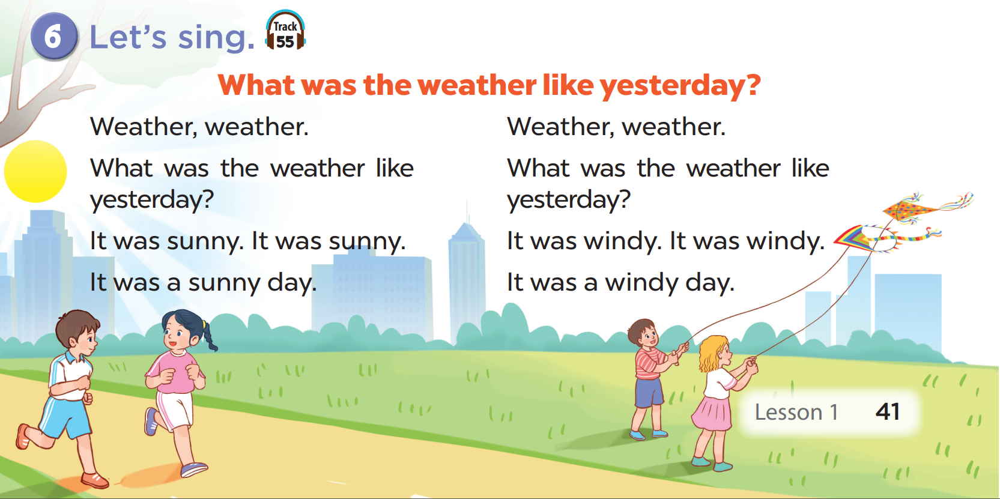 6 Let's sing. Track 55
What was the weather like yesterday?
Weather, weather.
What was the weather like
yesterday?
It was sunny. It was sunny.
It was a sunny day.
Weather, weather.
What was the weather like
yesterday?
It was windy. It was windy.
It was a windy day.
Lesson 1 41